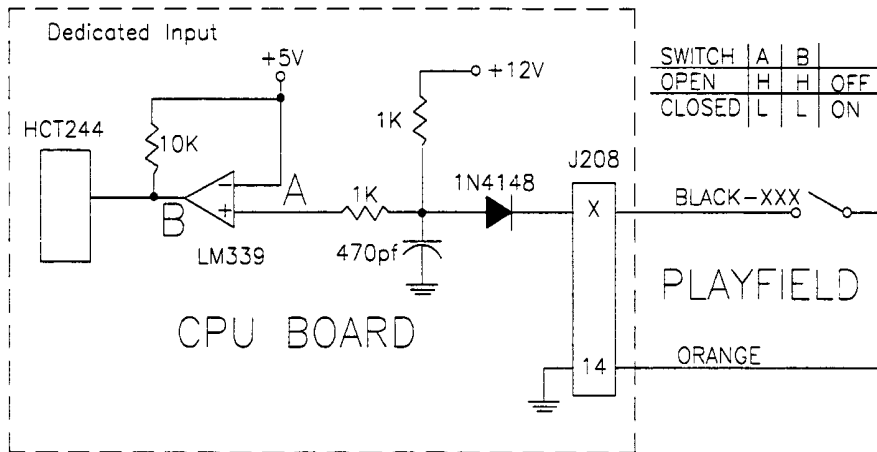 Dedicated Input
+5V
+12V
SWITCH A B
OPEN H H OFF
CLOSED L L ON
HCT244
10K
1K
J208
A
1K
1N4148
X
BLACK-XXX
−
+
B
LM339
470pf
PLAYFIELD
CPU BOARD
14
ORANGE